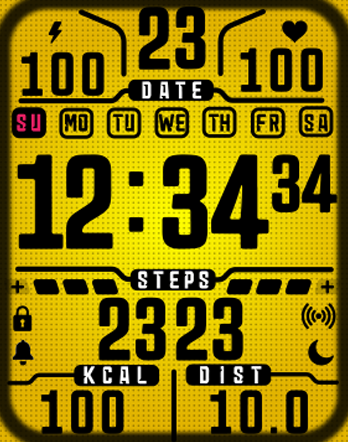 23
100 100
DATE
SU MO TU WE TH FR SA
12:34 34
STEPS
2323
KCAL DIST
100 10.0